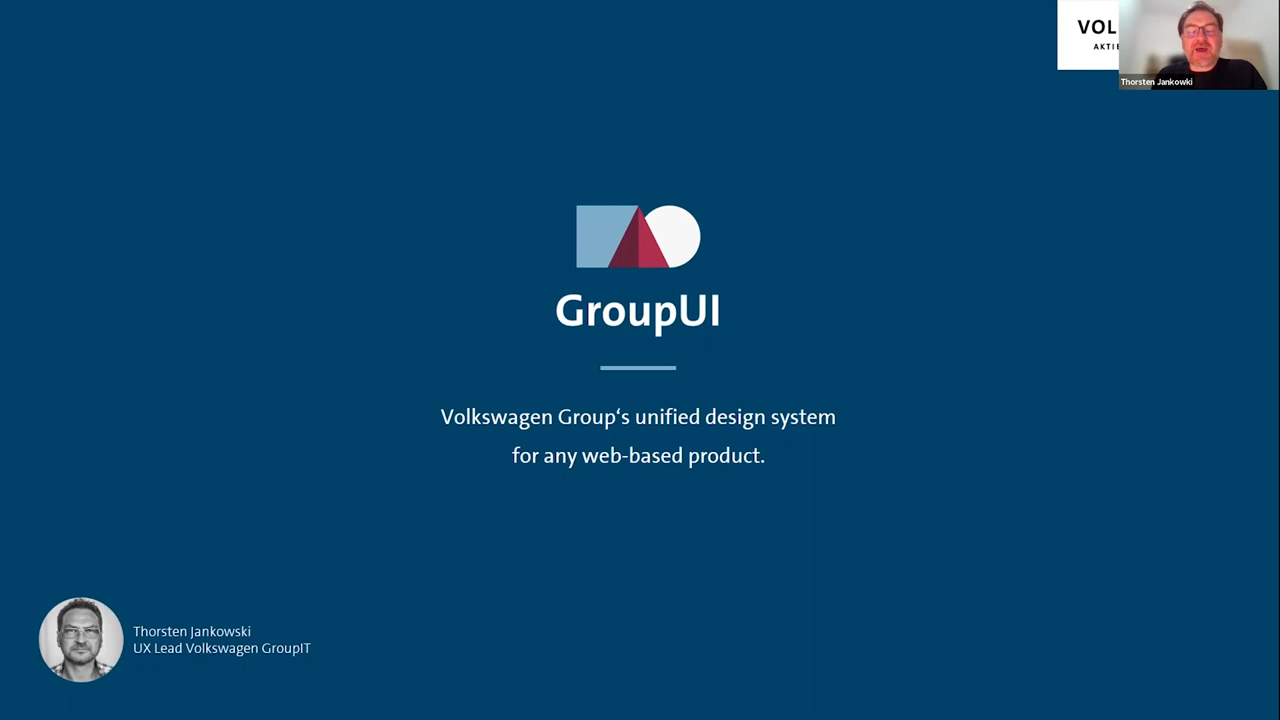 VOL
AKTIE
Thorsten Jankowki
GroupUI
Volkswagen Group‘s unified design system
for any web-based product.
Thorsten Jankowski
UX Lead Volkswagen GroupIT